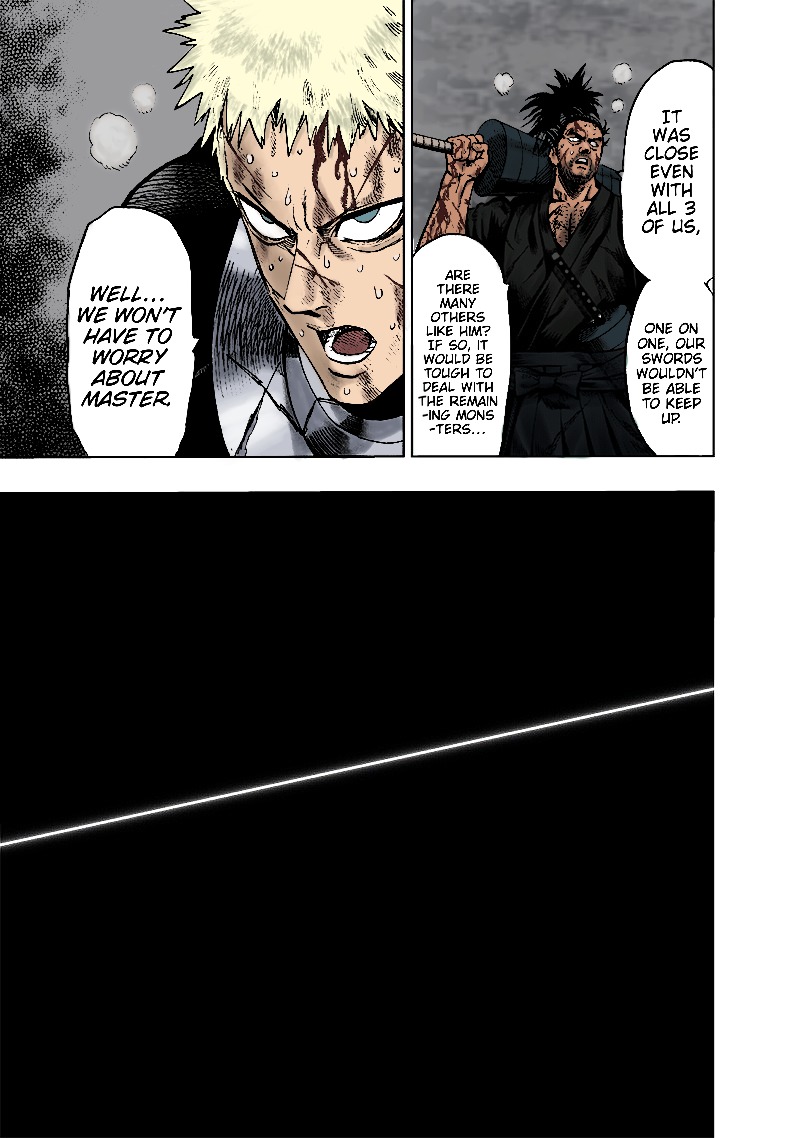 IT
WAS
CLOSE
EVEN
WITH
ALL 3
OF US,
ONE ON
ONE, OUR
SWORDS
WOULDN'T
BE ABLE
TO KEEP
UP.
ARE
THERE
MANY
OTHERS
LIKE HIM?
IF SO, IT
WOULD BE
TOUGH TO
DEAL WITH
THE REMAIN
-ING MONS
-TERS...
WELL...
WE WON'T
HAVE TO
WORRY
ABOUT
MASTER.